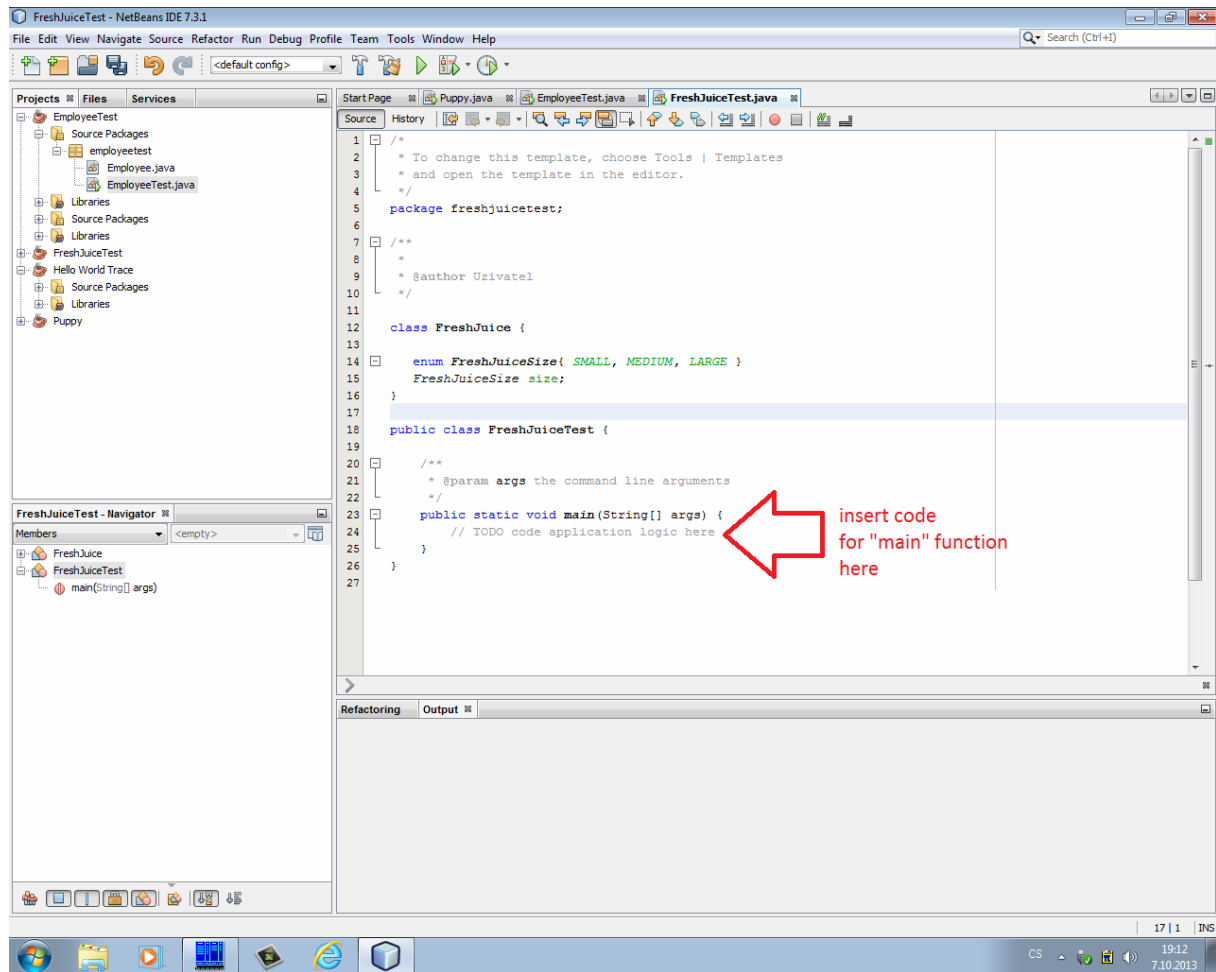 FreshJuiceTest - NetBeans IDE 7.3.1
File Edit View Navigate Source Refactor Run Debug Profile Team Tools Window Help
Search (Ctrl+I)
<default config>
Projects Files Services
EmployeeTest
Source Packages
employeetest
Employee.java
EmployeeTest.java
Libraries
Source Packages
Libraries
FreshJuiceTest
Hello World Trace
Source Packages
Libraries
Puppy
FreshJuiceTest - Navigator
Members <empty>
FreshJuice
FreshJuiceTest
main(String[] args)
Start Page Puppy.java EmployeeTest.java FreshJuiceTest.java
Source History
1 /*
2 * To change this template, choose Tools | Templates
3 * and open the template in the editor.
4 */
5 package freshjuicetest;
6
7 /**
8 *
9 * @author Uzivatel
10 */
11
12 class FreshJuice {
13
14 enum FreshJuiceSize{ SMALL, MEDIUM, LARGE }
15 FreshJuiceSize size;
16 }
17
18 public class FreshJuiceTest {
19
20 /**
21 * @param args the command line arguments
22 */
23 public static void main(String[] args) {
24 // TODO code application logic here
25 }
26 }
27
insert code
for "main" function
here
Refactoring Output
17 | 1 INS
CS
19:12
7.10.2013